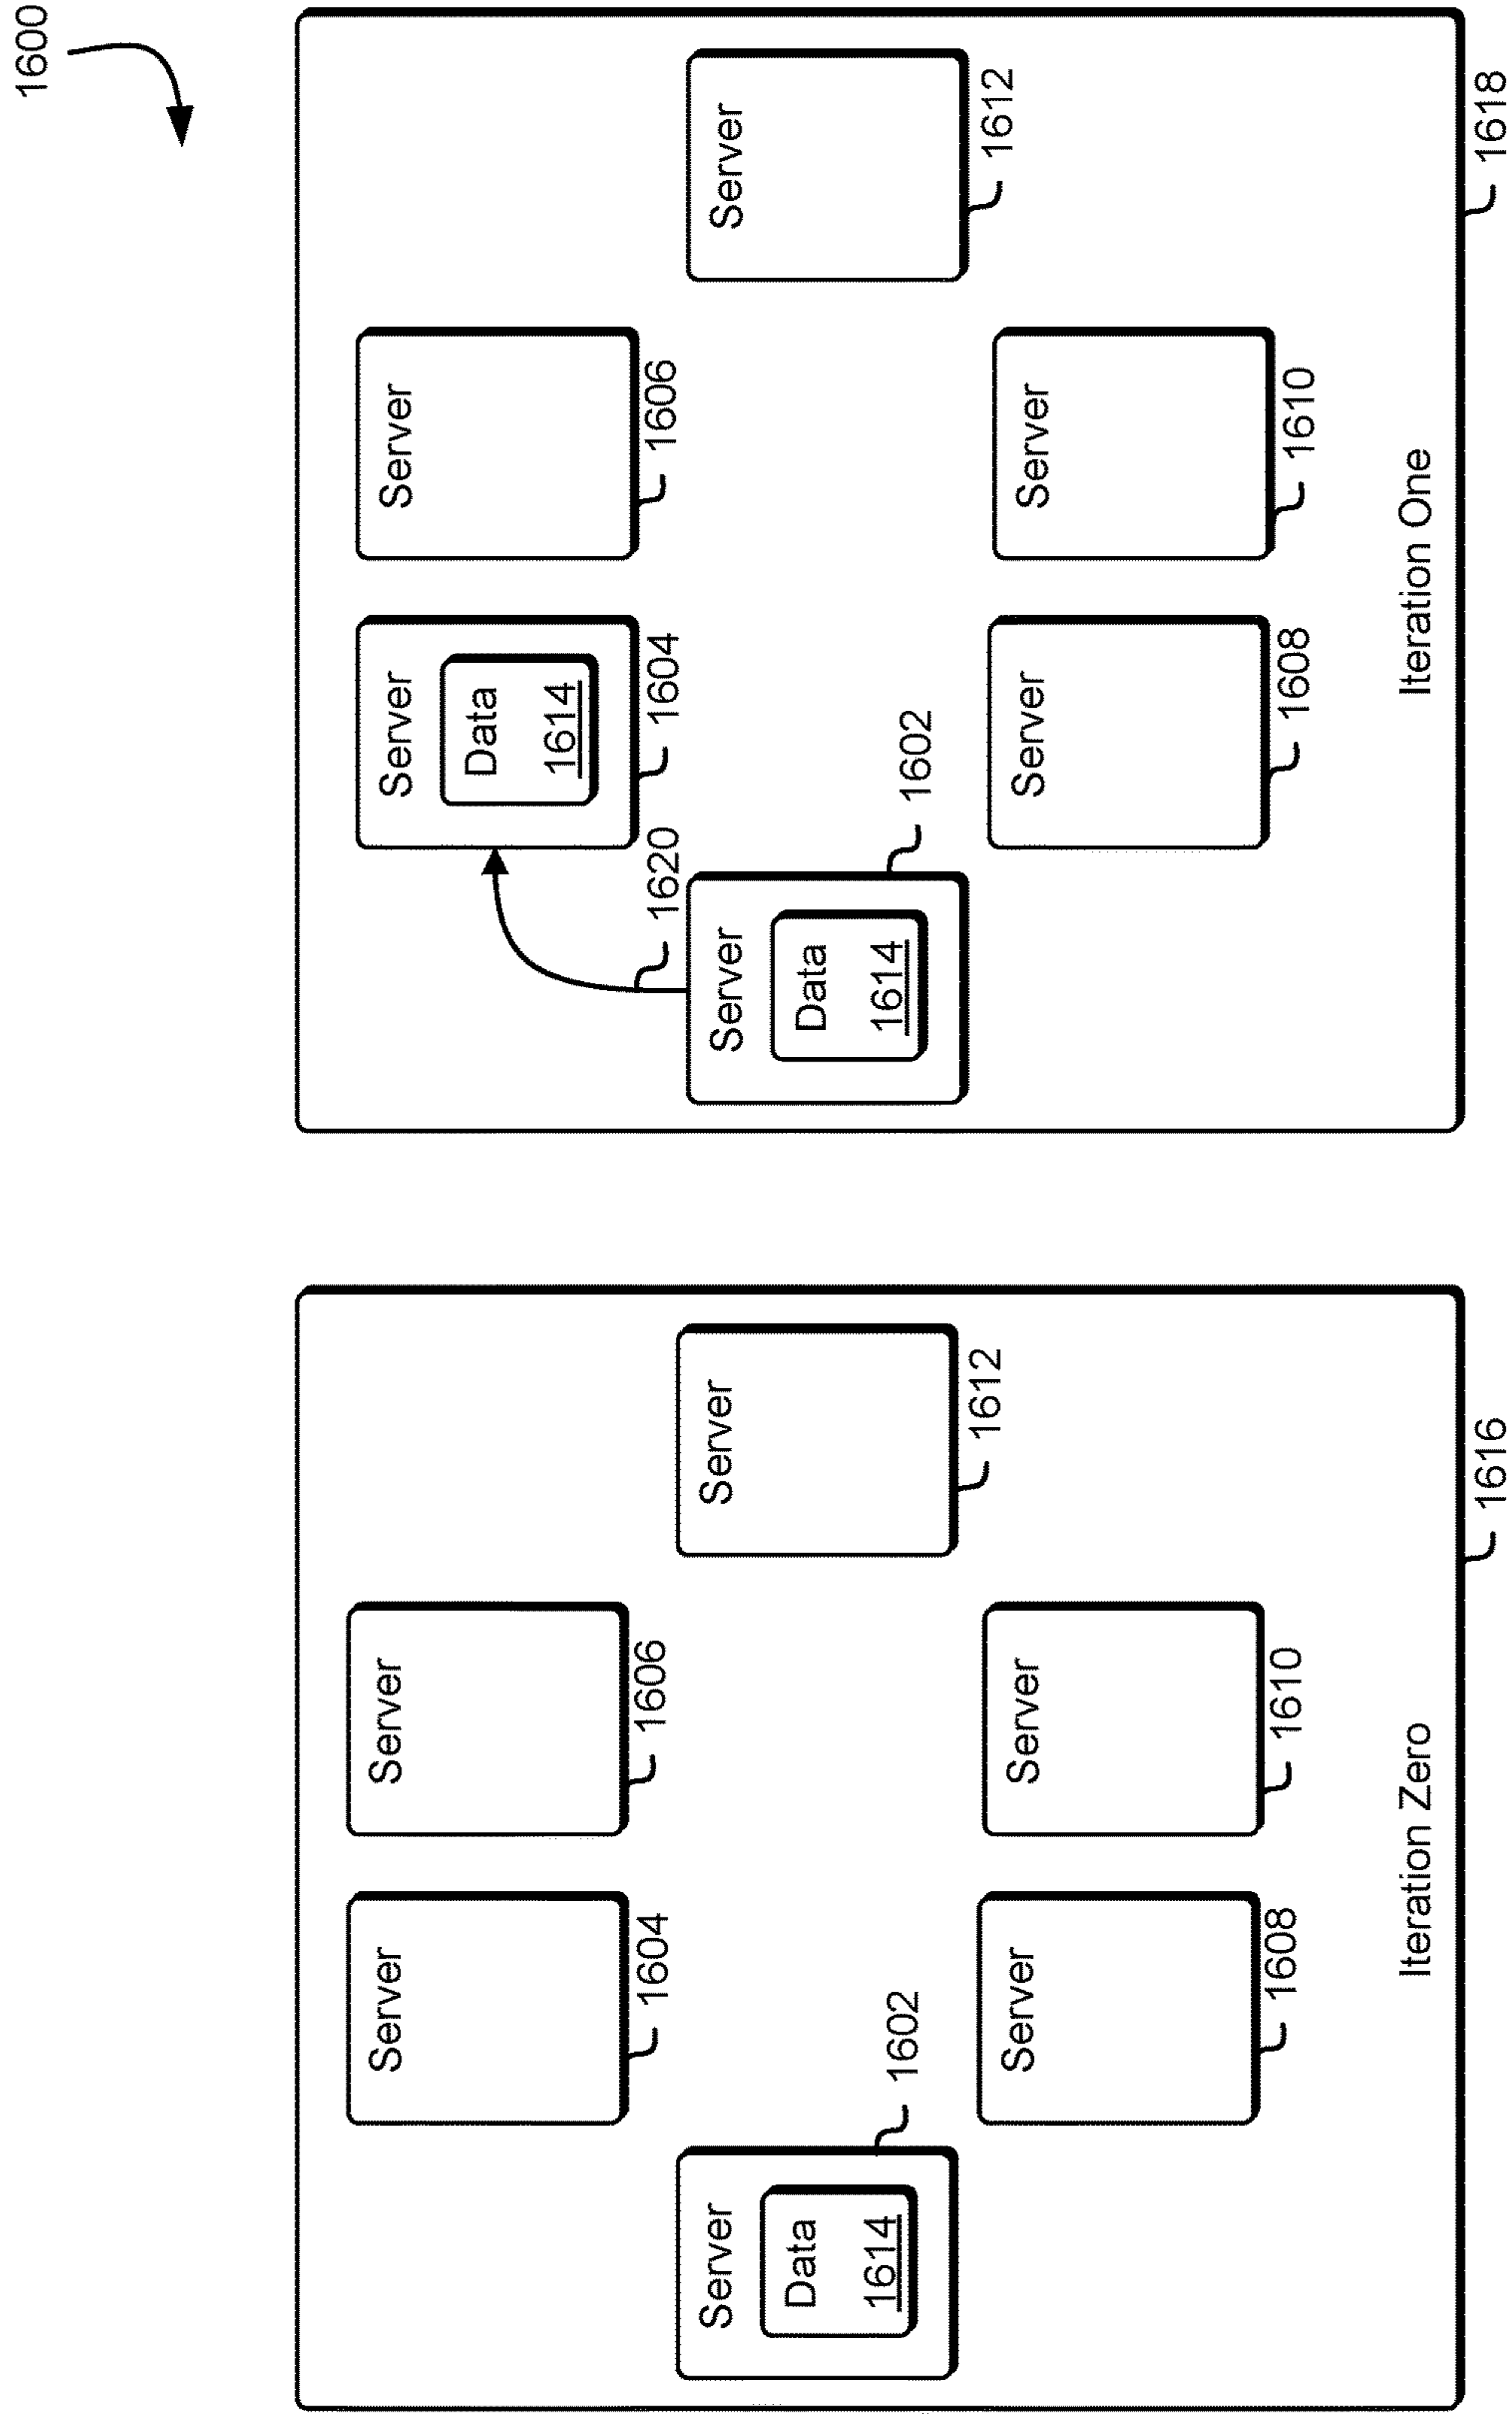 1600
Server
1604
Server
1606
Server
Data
1614
1602
Server
1612
Server
1608
Server
1610
Iteration Zero
1616
Server
Data
1614
1604
Server
1606
1620
Server
Data
1614
1602
Server
1612
Server
1608
Server
1610
Iteration One
1618